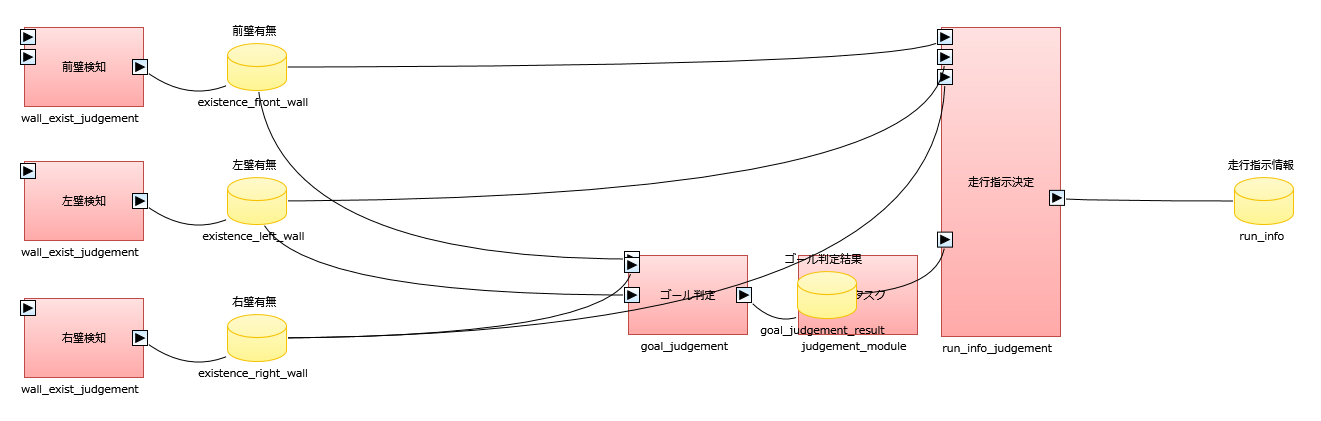 前壁検知
wall_exist_judgement
前壁有無
existence_front_wall
左壁検知
wall_exist_judgement
左壁有無
existence_left_wall
右壁検知
wall_exist_judgement
右壁有無
existence_right_wall
ゴール判定
goal_judgement
ゴール判定結果
goal_judgement_result
タスク
judgement_module
走行指示決定
run_info_judgement
走行指示情報
run_info